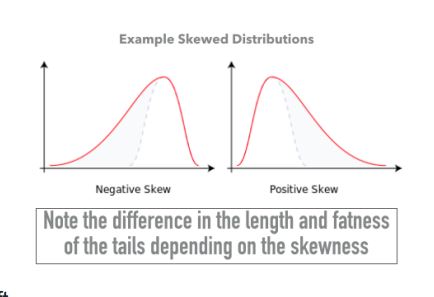 Example Skewed Distributions
Negative Skew
Positive Skew
Note the difference in the length and fatness
of the tails depending on the skewness